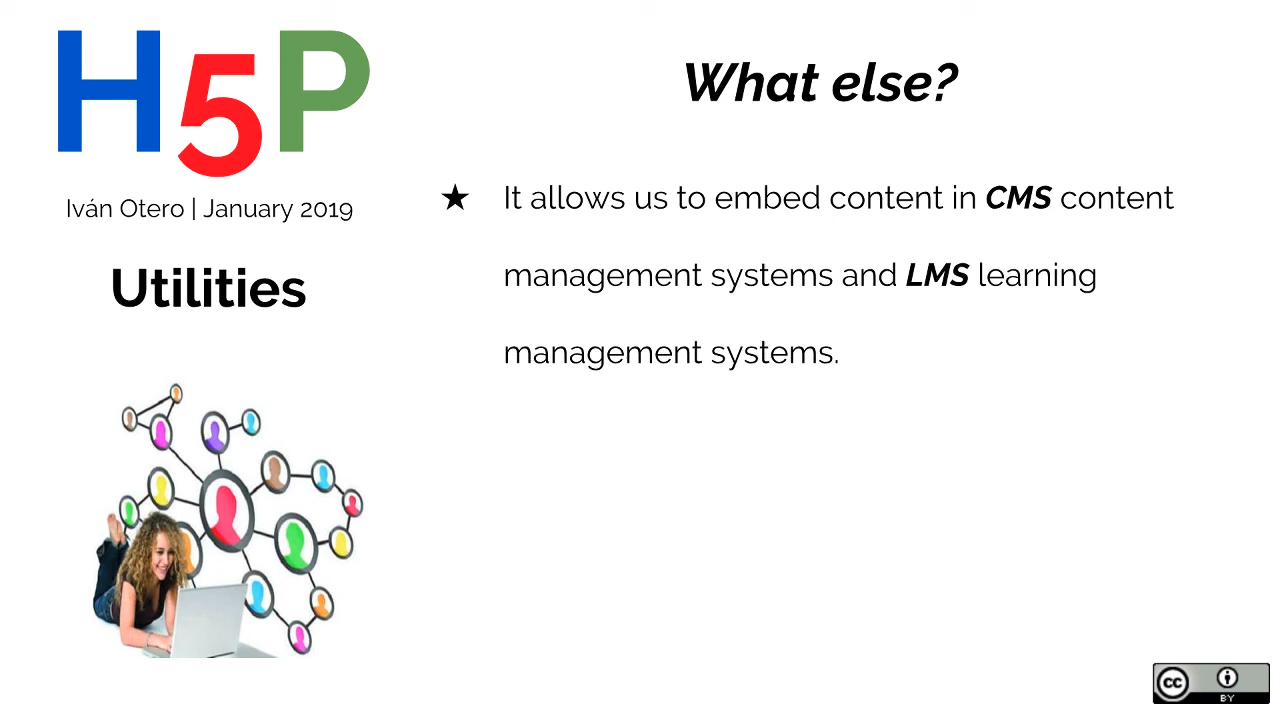 H5P
Iván Otero | January 2019
Utilities
What else?
★ It allows us to embed content in CMS content
management systems and LMS learning
management systems.
cc
BY